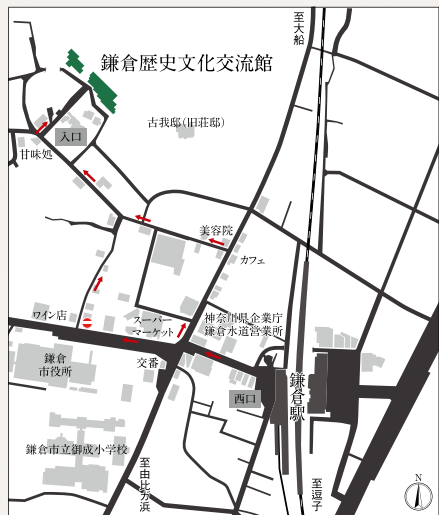 至大船
鎌倉歴史文化交流館
古我邸(旧荘邸)
入口
甘味処
美容院
カフェ
ワイン店
スーパー
マーケット
神奈川県企業庁
鎌倉水道営業所
鎌倉
市役所
交番
西口
鎌倉駅
鎌倉市立御成小学校
至由比ガ浜
至逗子
N